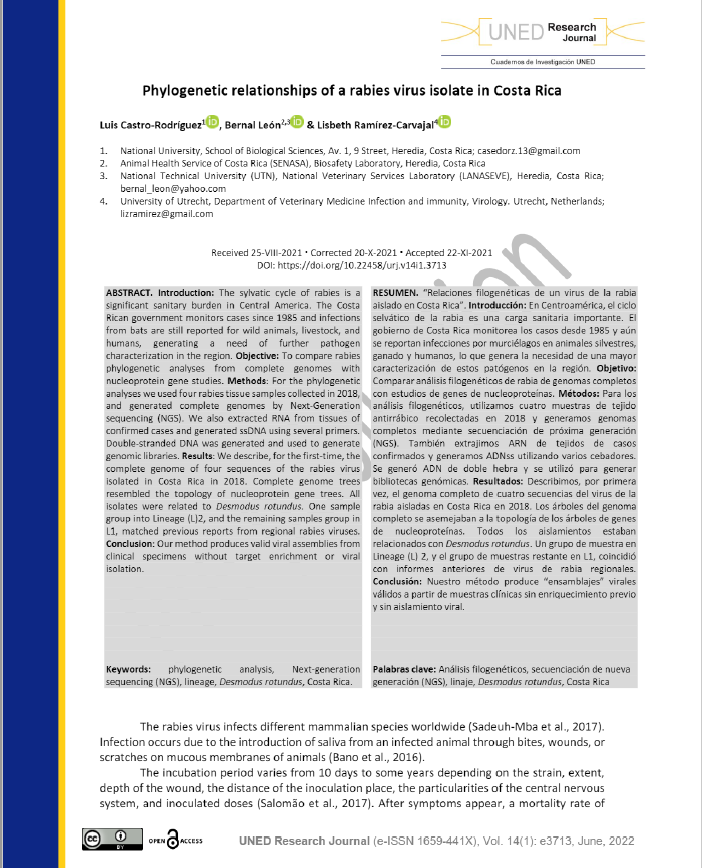 UNED Research
Journal
Cuadernos de Investigación UNED
Phylogenetic relationships of a rabies virus isolate in Costa Rica
Luis Castro-Rodríguez1 iD, Bernal León2,3 iD & Lisbeth Ramírez-Carvajal4 iD
1. National University, School of Biological Sciences, Av. 1, 9 Street, Heredia, Costa Rica; casedorz.13@gmail.com
2. Animal Health Service of Costa Rica (SENASA), Biosafety Laboratory, Heredia, Costa Rica
3. National Technical University (UTN), National Veterinary Services Laboratory (LANASEVE), Heredia, Costa Rica;
bernal_leon@yahoo.com
4. University of Utrecht, Department of Veterinary Medicine Infection and immunity, Virology. Utrecht, Netherlands;
lizramirez@gmail.com
Received 25-VIII-2021 • Corrected 20-X-2021 • Accepted 22-XI-2021
DOI: https://doi.org/10.22458/urj.v14i1.3713
ABSTRACT. Introduction: The sylvatic cycle of rabies is a
significant sanitary burden in Central America. The Costa
Rican government monitors cases since 1985 and infections
from bats are still reported for wild animals, livestock, and
humans, generating a need of further pathogen
characterization in the region. Objective: To compare rabies
phylogenetic analyses from complete genomes with
nucleoprotein gene studies. Methods: For the phylogenetic
analyses we used four rabies tissue samples collected in 2018,
and generated complete genomes by Next-Generation
sequencing (NGS). We also extracted RNA from tissues of
confirmed cases and generated ssDNA using several primers.
Double-stranded DNA was generated and used to generate
genomic libraries. Results: We describe, for the first-time, the
complete genome of four sequences of the rabies virus
isolated in Costa Rica in 2018. Complete genome trees
resembled the topology of nucleoprotein gene trees. All
isolates were related to Desmodus rotundus. One sample
group into Lineage (L)2, and the remaining samples group in
L1, matched previous reports from regional rabies viruses.
Conclusion: Our method produces valid viral assemblies from
clinical specimens without target enrichment or viral
isolation.
Keywords: phylogenetic analysis, Next-generation
sequencing (NGS), lineage, Desmodus rotundus, Costa Rica.
RESUMEN. "Relaciones filogenéticas de un virus de la rabia
aislado en Costa Rica". Introducción: En Centroamérica, el ciclo
selvático de la rabia es una carga sanitaria importante. El
gobierno de Costa Rica monitorea los casos desde 1985 y aún
se reportan infecciones por murciélagos en animales silvestres,
ganado y humanos, lo que genera la necesidad de una mayor
caracterización de estos patógenos en la región. Objetivo:
Comparar análisis filogenéticos de rabia de genomas completos
con estudios de genes de nucleoproteínas. Métodos: Para los
análisis filogenéticos, utilizamos cuatro muestras de tejido
antirrábico recolectadas en 2018 y generamos genomas
completos mediante secuenciación de próxima generación
(NGS). También extrajimos ARN de tejidos de casos
confirmados y generamos ADNss utilizando varios cebadores.
Se generó ADN de doble hebra y se utilizó para generar
bibliotecas genómicas. Resultados: Describimos, por primera
vez, el genoma completo de cuatro secuencias del virus de la
rabia aisladas en Costa Rica en 2018. Los árboles del genoma
completo se asemejaban a la topología de los árboles de genes
de nucleoproteínas. Todos los aislamientos estaban
relacionados con Desmodus rotundus. Un grupo de muestra en
Lineage (L) 2, y el grupo de muestras restante en L1, coincidió
con informes anteriores de virus de rabia regionales.
Conclusión: Nuestro método produce "ensamblajes" virales
válidos a partir de muestras clínicas sin enriquecimiento previo
y sin aislamiento viral.
Palabras clave: Análisis filogenéticos, secuenciación de nueva
generación (NGS), linaje, Desmodus rotundus, Costa Rica
The rabies virus infects different mammalian species worldwide (Sadeuh-Mba et al., 2017).
Infection occurs due to the introduction of saliva from an infected animal through bites, wounds, or
scratches on mucous membranes of animals (Bano et al., 2016).
The incubation period varies from 10 days to some years depending on the strain, extent,
depth of the wound, the distance of the inoculation place, the particularities of the central nervous
system, and inoculated doses (Salomão et al., 2017). After symptoms appear, a mortality rate of
cc BY OPEN ACCESS UNED Research Journal (e-ISSN 1659-441X), Vol. 14(1): e3713, June, 2022